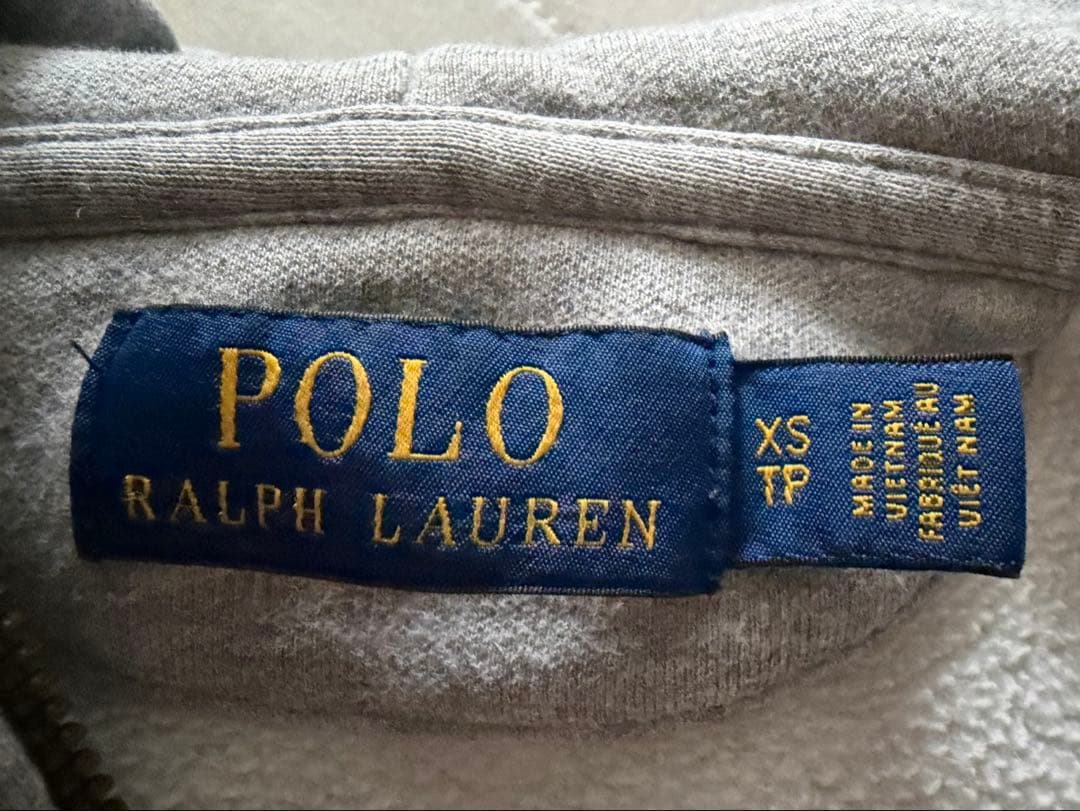 POLO
RALPH LAUREN
XS
TP
MADE IN
VIETNAM
FABRIQUÉ AU
VIÊT NAM